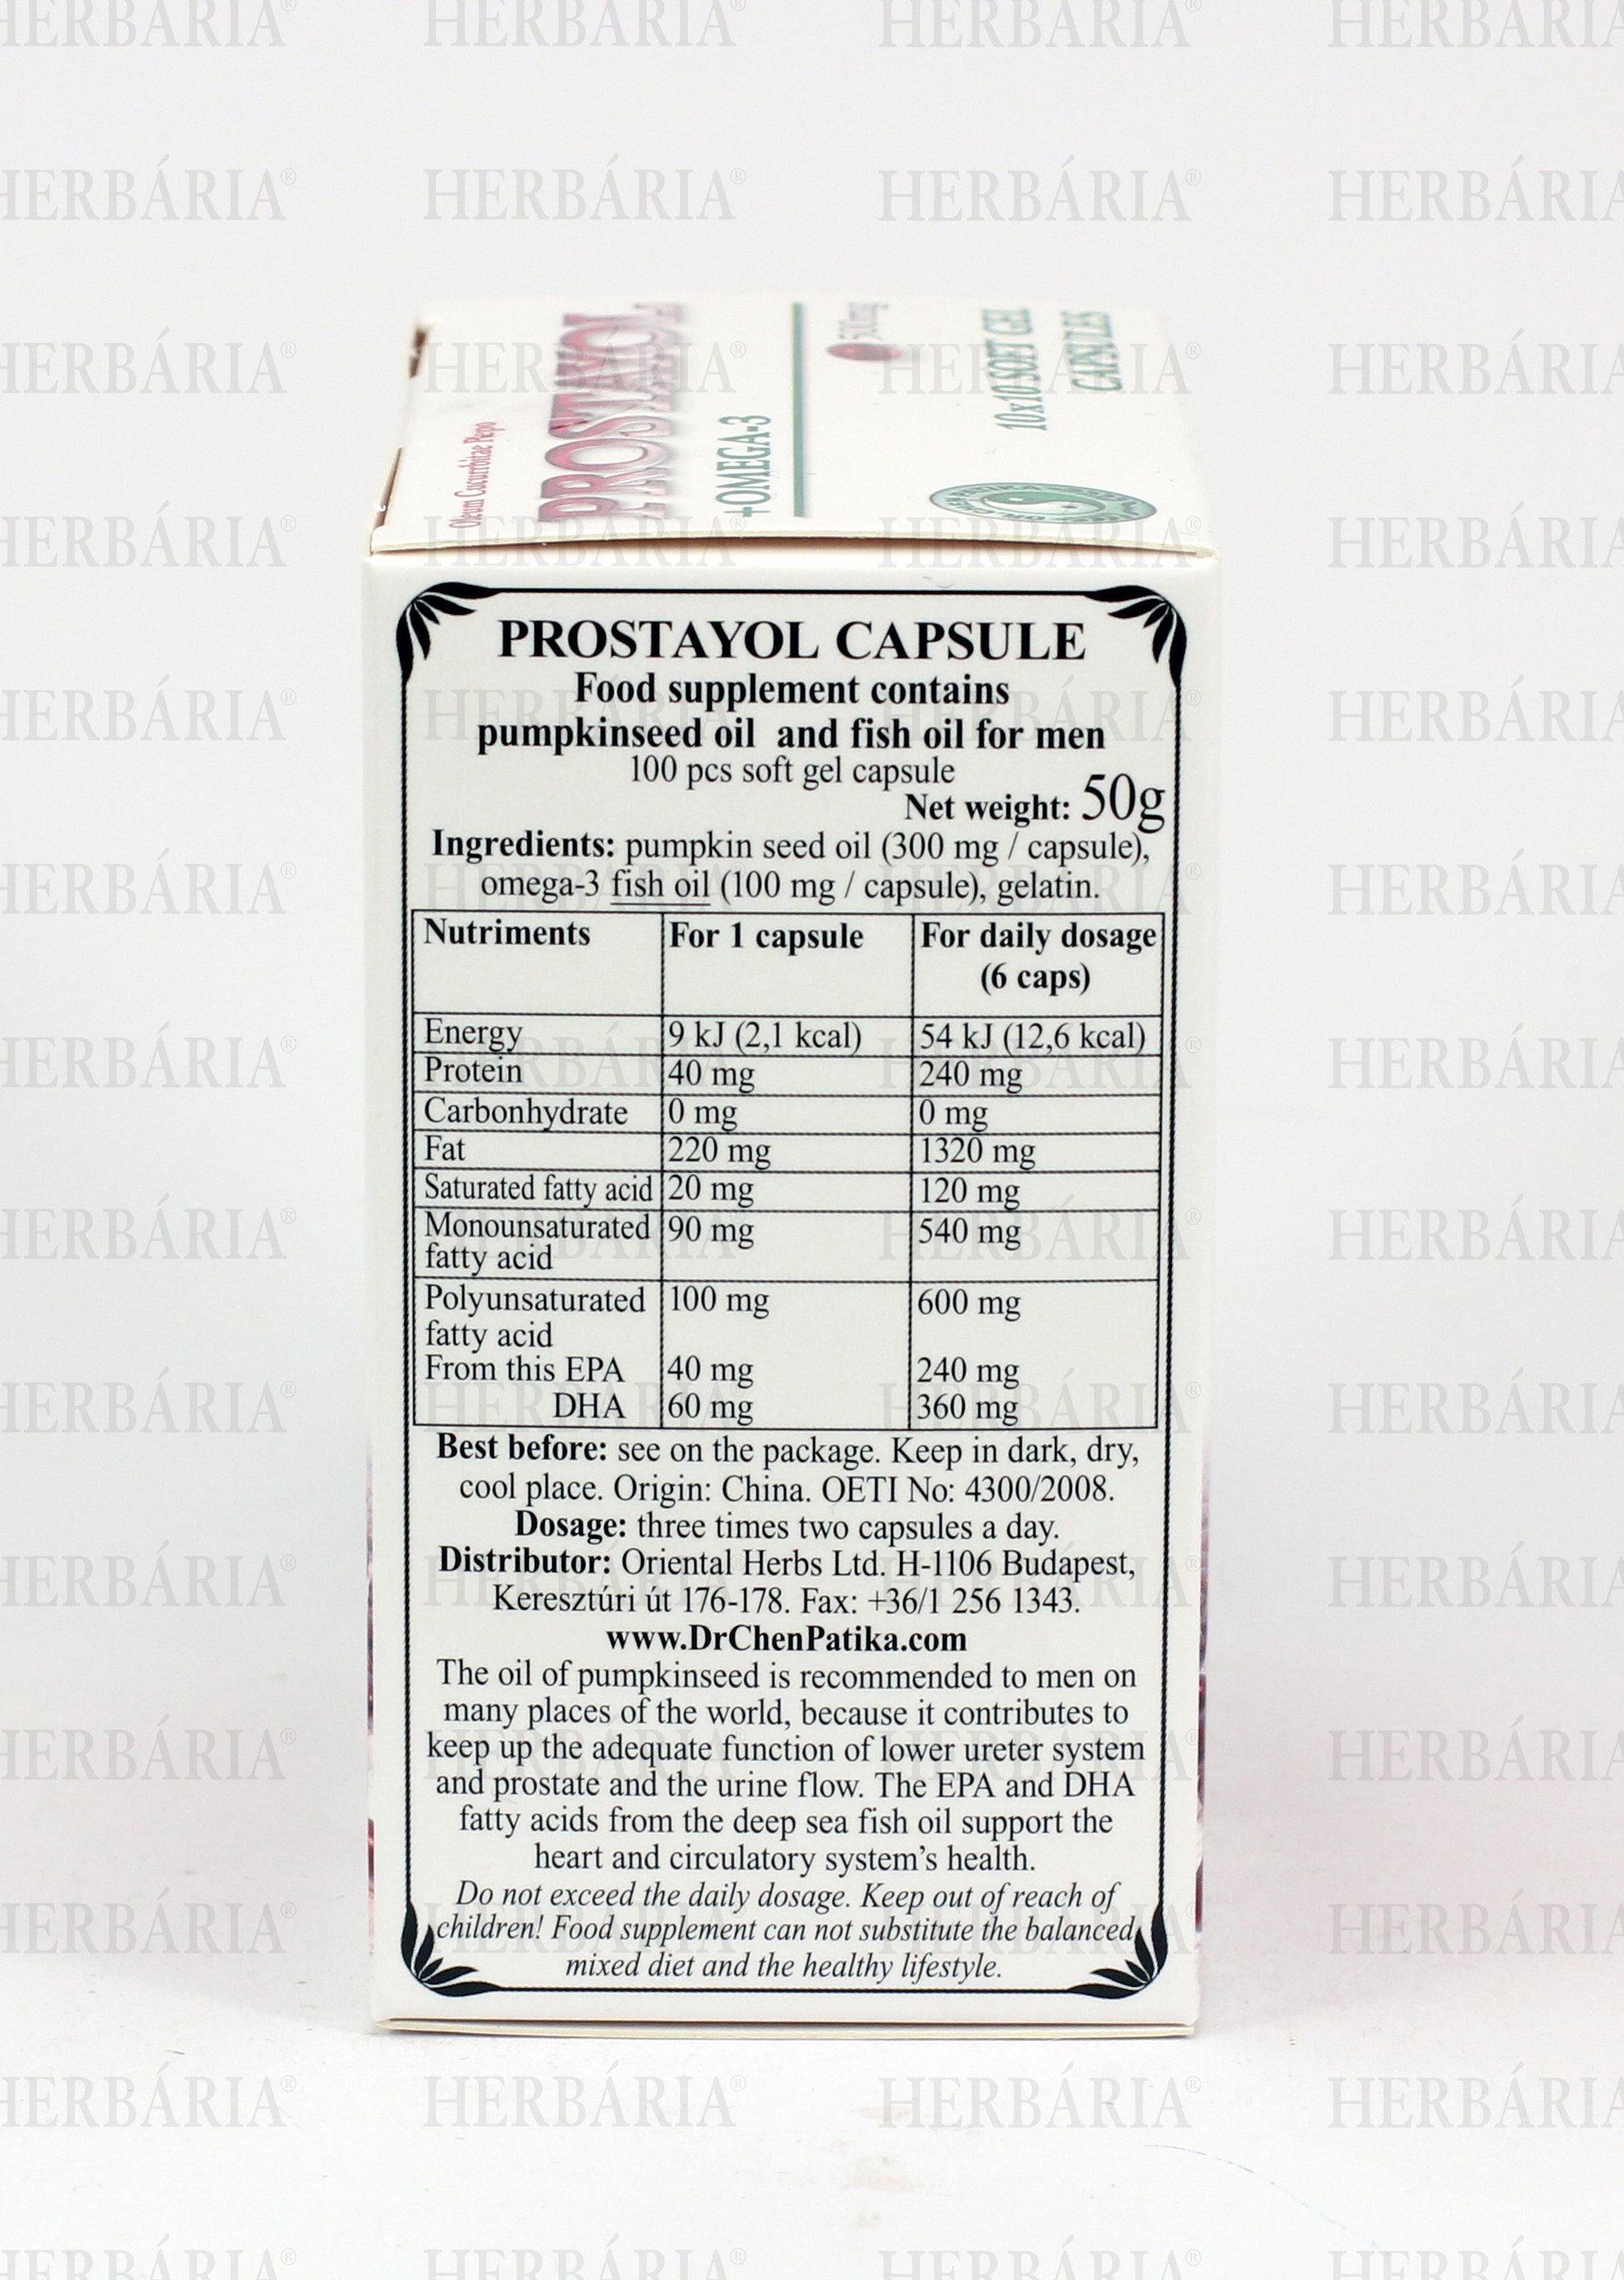 Oleum Cucurrbitae Pepo
PROSTAYOL
+OMEGA-3
500mg
10x10 SOFT GEL
CAPSULES
PROSTAYOL CAPSULE
Food supplement contains
pumpkinseed oil and fish oil for men
100 pcs soft gel capsule
Net weight: 50g
Ingredients: pumpkin seed oil (300 mg / capsule),
omega-3 fish oil (100 mg / capsule), gelatin.
Nutriments For 1 capsule For daily dosage
(6 caps)
Energy 9 kJ (2,1 kcal) 54 kJ (12,6 kcal)
Protein 40 mg 240 mg
Carbonhydrate 0 mg 0 mg
Fat 220 mg 1320 mg
Saturated fatty acid 20 mg 120 mg
Monounsaturated 90 mg 540 mg
fatty acid
Polyunsaturated 100 mg 600 mg
fatty acid
From this EPA 40 mg 240 mg
DHA 60 mg 360 mg
Best before: see on the package. Keep in dark, dry,
cool place. Origin: China. OETI No: 4300/2008.
Dosage: three times two capsules a day.
Distributor: Oriental Herbs Ltd. H-1106 Budapest,
Keresztúri út 176-178. Fax: +36/1 256 1343.
www.DrChenPatika.com
The oil of pumpkinseed is recommended to men on
many places of the world, because it contributes to
keep up the adequate function of lower ureter system
and prostate and the urine flow. The EPA and DHA
fatty acids from the deep sea fish oil support the
heart and circulatory system's health.
Do not exceed the daily dosage. Keep out of reach of
children! Food supplement can not substitute the balanced
mixed diet and the healthy lifestyle.
HERBÁRIA®